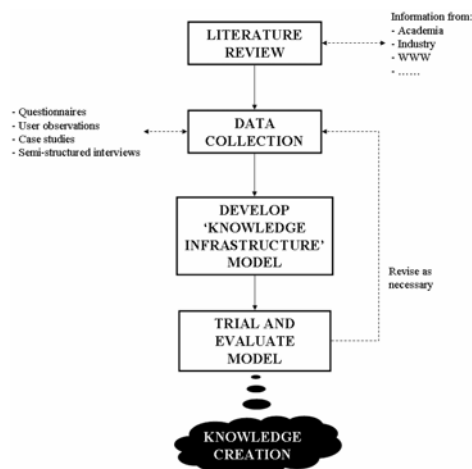 LITERATURE
REVIEW
Information from:
- Academia
- Industry
- WWW
- ......
- Questionnaires
- User observations
- Case studies
- Semi-structured interviews
DATA
COLLECTION
DEVELOP
‘KNOWLEDGE
INFRASTRUCTURE’
MODEL
Revise as
necessary
TRIAL AND
EVALUATE
MODEL
KNOWLEDGE
CREATION